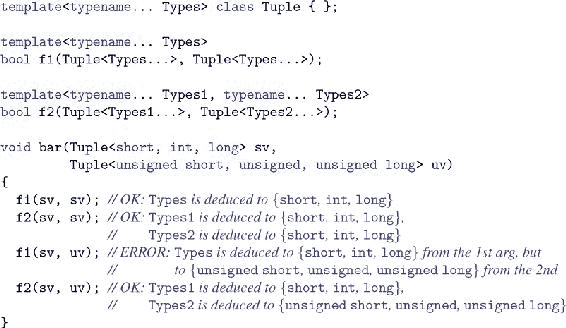 template<typename... Types> class Tuple { };
template<typename... Types>
bool f1(Tuple<Types...>, Tuple<Types...>);
template<typename... Types1, typename... Types2>
bool f2(Tuple<Types1...>, Tuple<Types2...>);
void bar(Tuple<short, int, long> sv,
Tuple<unsigned short, unsigned, unsigned long> uv)
{
f1(sv, sv); // OK: Types is deduced to {short, int, long}
f2(sv, sv); // OK: Types1 is deduced to {short, int, long},
// Types2 is deduced to {short, int, long}
f1(sv, uv); // ERROR: Types is deduced to {short, int, long} from the 1st arg, but
// to {unsigned short, unsigned, unsigned long} from the 2nd
f2(sv, uv); // OK: Types1 is deduced to {short, int, long},
// Types2 is deduced to {unsigned short, unsigned, unsigned long}
}